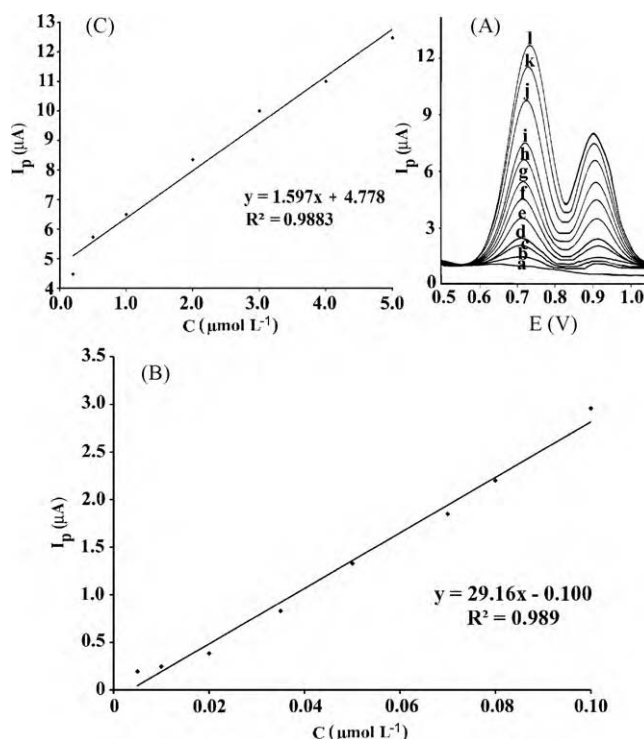 (C)
13
12
11
10
9
8
7
6
5
4
Ip (μA)
y = 1.597x + 4.778
R² = 0.9883
0
1.0
2.0
3.0
4.0
5.0
C (μmol L⁻¹)
(A)
12
9
6
3
0
Ip (μA)
l
k
j
i
h
g
f
e
d
c
b
a
0.5 0.6 0.7 0.8 0.9 1.0
E (V)
(B)
3.5
3.0
2.5
2.0
1.5
1.0
0.5
0
Ip (μA)
y = 29.16x - 0.100
R² = 0.989
0 0.02 0.04 0.06 0.08 0.10
C (μmol L⁻¹)